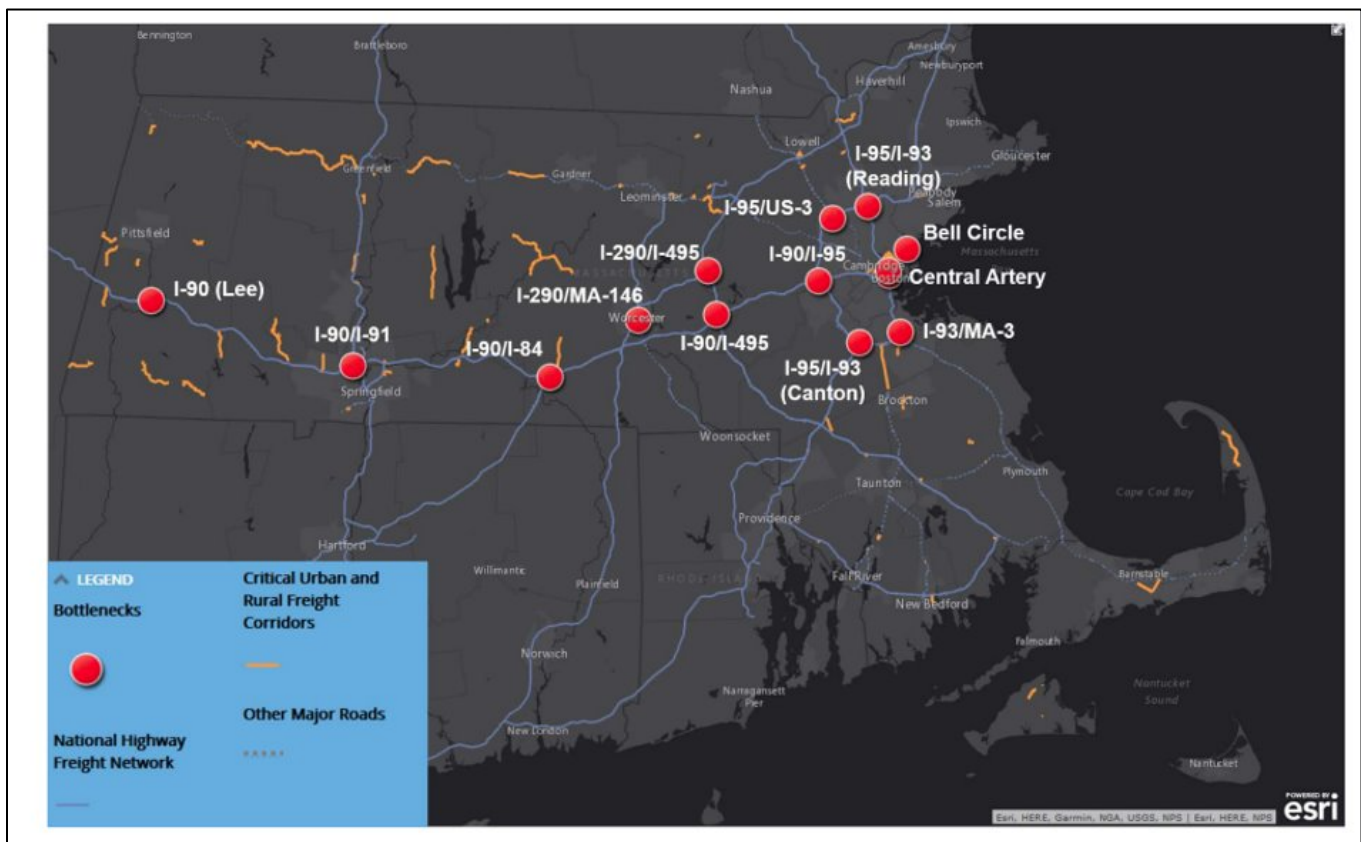 Bennington
Brattleboro
Amesbury
Newburyport
Haverhill
Nashua
Ipswich
Lowell
I-95/I-93
(Reading)
Gloucester
Greenfield
Gardner
Leominster
Peabody
Salem
I-95/US-3
Pittsfield
Bell Circle
I-290/I-495
I-90/I-95
Massachusetts
MASSACHUSETTS
Cambridge
Boston
Central Artery
I-90 (Lee)
I-290/MA-146
Worcester
I-90/I-91
I-90/I-84
I-90/I-495
I-93/MA-3
I-95/I-93
(Canton)
Springfield
Brockton
Woonsocket
Plymouth
Taunton
Cape Cod Bay
Providence
Hartford
Willimantic
Plainfield
RHODE ISLAND
Fall River
Barnstable
New Bedford
Falmouth
Norwich
Narragansett
Pier
Nantucket
Sound
New London
Nantucket
LEGEND
Bottlenecks
National Highway
Freight Network
Critical Urban and
Rural Freight
Corridors
Other Major Roads
Esri, HERE, Garmin, NGA, USGS, NPS | Esri, HERE, NPS
POWERED BY
esri